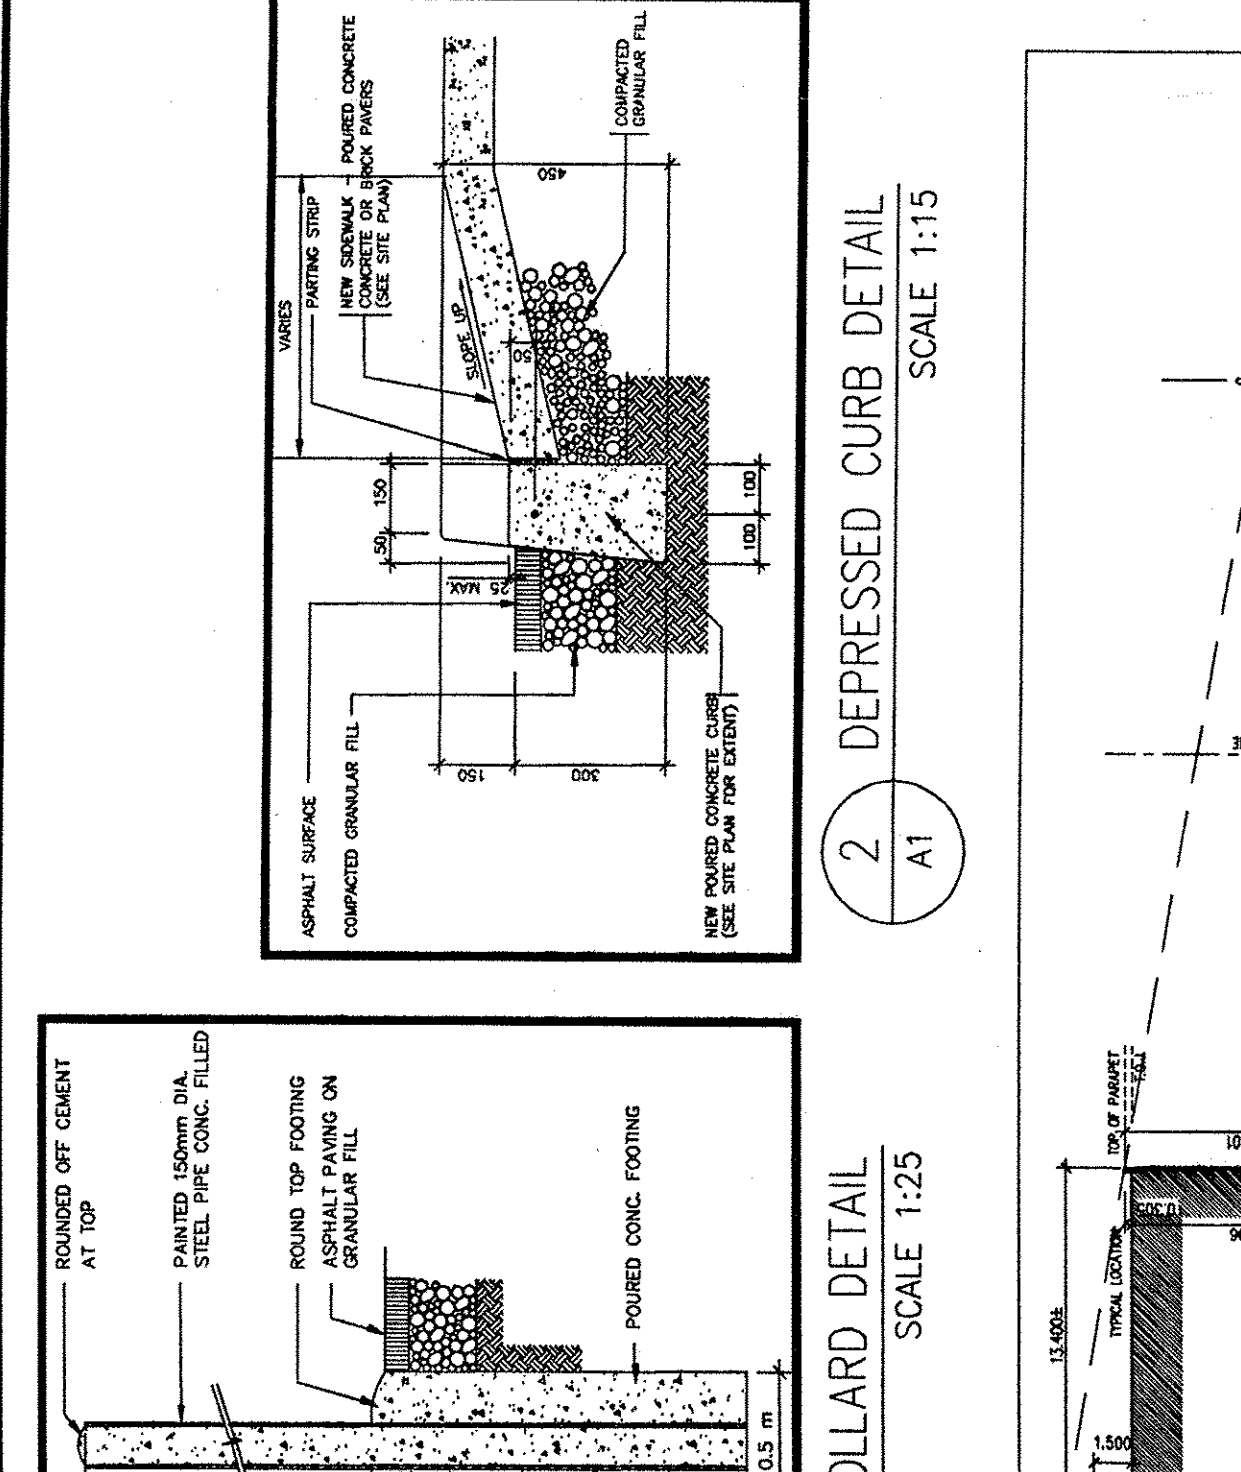 VARIES
PARTING STRIP
NEW SIDEWALK - POURED CONCRETE
CONCRETE OR BRICK PAVERS
(SEE SITE PLAN)
COMPACTED
GRANULAR FILL
SLOPE UP
450
50
150
50
25 MAX.
100
100
ASPHALT SURFACE
COMPACTED GRANULAR FILL
150
300
NEW POURED CONCRETE CURB
(SEE SITE PLAN FOR EXTENT)
2
A1
DEPRESSED CURB DETAIL
SCALE 1:15
ROUNDED OFF CEMENT
AT TOP
PAINTED 150mm DIA.
STEEL PIPE CONC. FILLED
ROUND TOP FOOTING
ASPHALT PAVING ON
GRANULAR FILL
POURED CONC. FOOTING
0.5 m
OLLARD DETAIL
SCALE 1:25
TOP OF PARAPET
TYPICAL LOCATION
0.305
13.400±
1.500